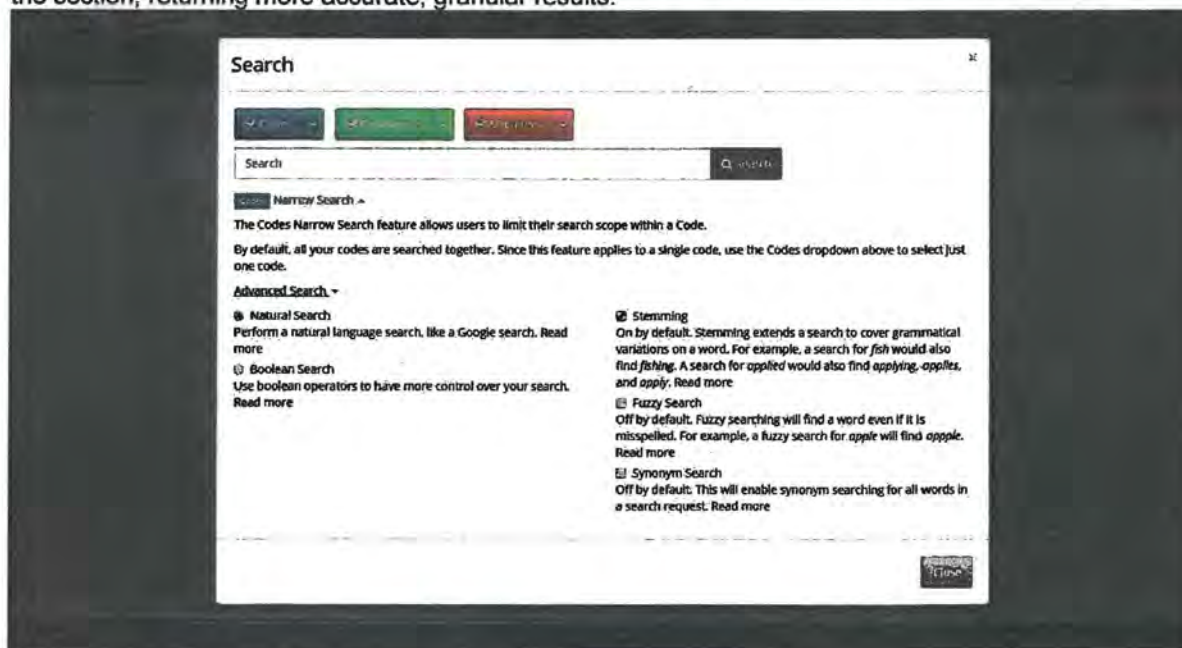 the section, returning more accurate, granular results.
Search
Search
Search
Narrow Search
The Codes Narrow Search feature allows users to limit their search scope within a Code.
By default, all your codes are searched together. Since this feature applies to a single code, use the Codes dropdown above to select just
one code.
Advanced Search
Natural Search
Perform a natural language search, like a Google search. Read
more
Boolean Search
Use boolean operators to have more control over your search.
Read more
Stemming
On by default. Stemming extends a search to cover grammatical
variations on a word. For example, a search for fish would also
find fishing. A search for applied would also find applying, applies,
and apply. Read more
Fuzzy Search
Off by default. Fuzzy searching will find a word even if it is
misspelled. For example, a fuzzy search for apple will find appple.
Read more
Synonym Search
Off by default. This will enable synonym searching for all words in
a search request. Read more
Close